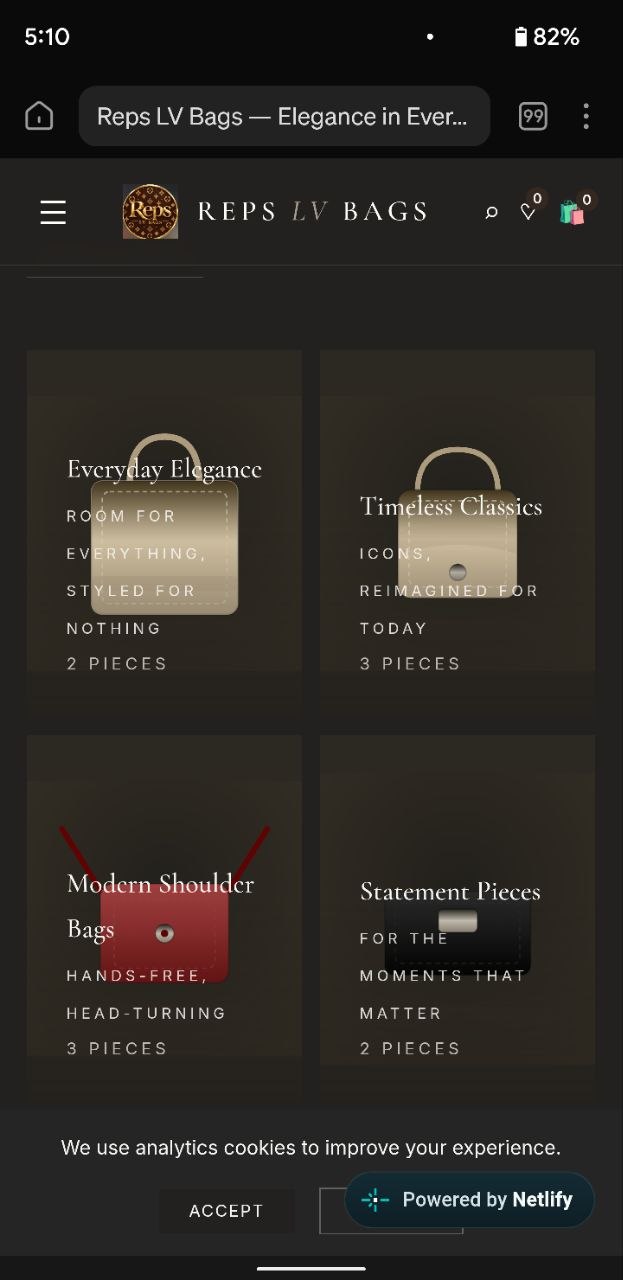 5:10
82%
Reps LV Bags — Elegance in Ever...
99
Reps
REPS LV BAGS
0
0
Everyday Elegance
ROOM FOR
EVERYTHING,
STYLED FOR
NOTHING
2 PIECES
Timeless Classics
ICONS,
REIMAGINED FOR
TODAY
3 PIECES
Modern Shoulder
Bags
HANDS-FREE,
HEAD-TURNING
3 PIECES
Statement Pieces
FOR THE
MOMENTS THAT
MATTER
2 PIECES
We use analytics cookies to improve your experience.
ACCEPT
Powered by Netlify